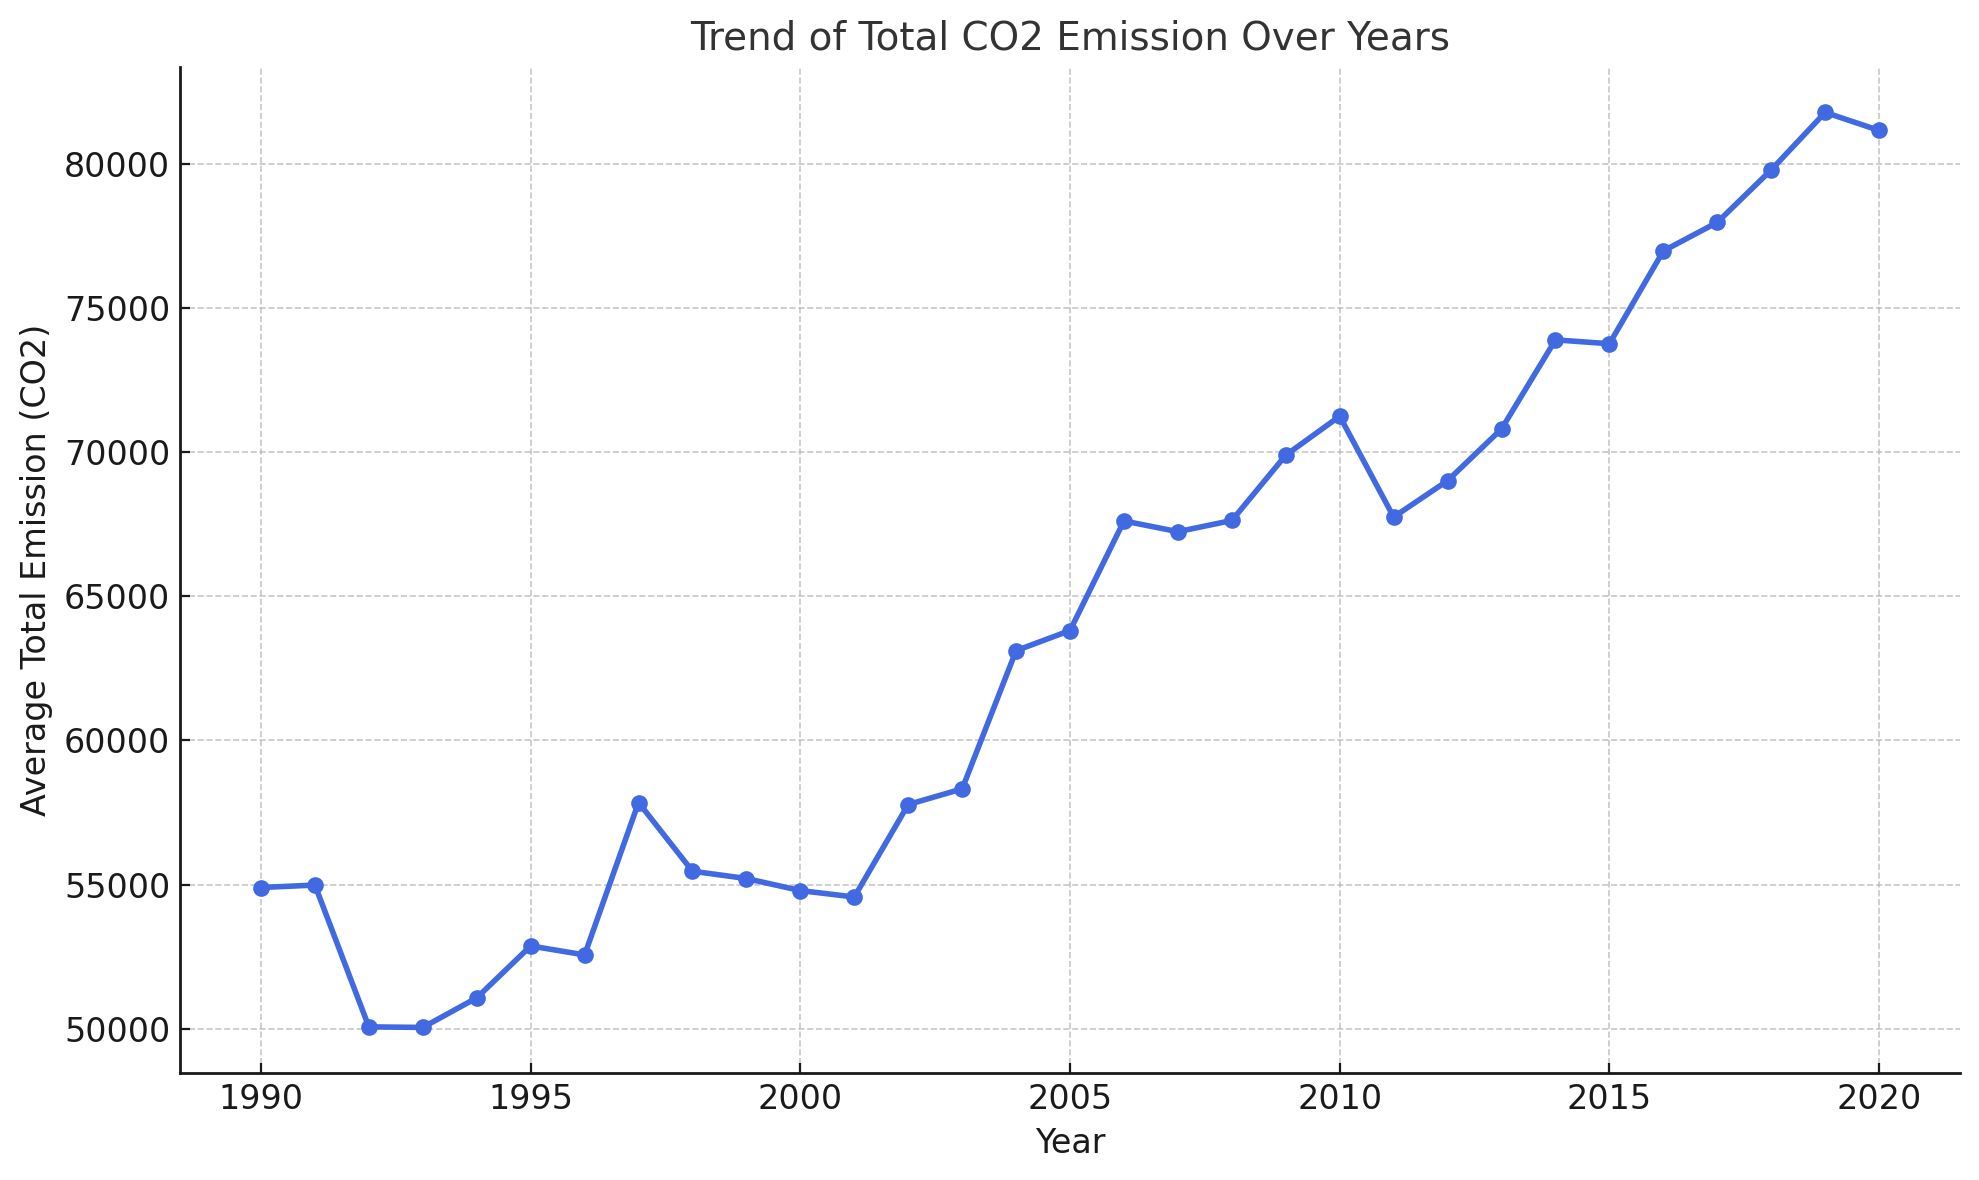 Trend of Total CO2 Emission Over Years
Average Total Emission (CO2)
80000
75000
70000
65000
60000
55000
50000
1990 1995 2000 2005 2010 2015 2020
Year